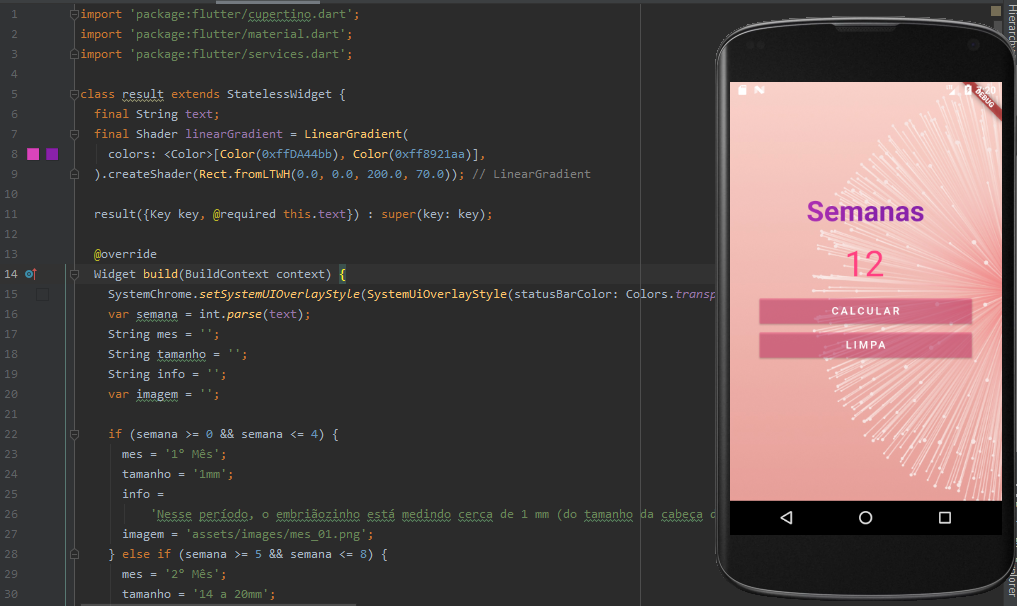 1 import 'package:flutter/cupertino.dart';
2 import 'package:flutter/material.dart';
3 import 'package:flutter/services.dart';
4
5 class result extends StatelessWidget {
6 final String text;
7 final Shader linearGradient = LinearGradient(
8 colors: <Color>[Color(0xffDA44bb), Color(0xff8921aa)],
9 ).createShader(Rect.fromLTWH(0.0, 0.0, 200.0, 70.0)); // LinearGradient
10
11 result({Key key, @required this.text}) : super(key: key);
12
13 @override
14 Widget build(BuildContext context) {
15 SystemChrome.setSystemUIOverlayStyle(SystemUiOverlayStyle(statusBarColor: Colors.transp
16 var semana = int.parse(text);
17 String mes = '';
18 String tamanho = '';
19 String info = '';
20 var imagem = '';
21
22 if (semana >= 0 && semana <= 4) {
23 mes = '1º Mês';
24 tamanho = '1mm';
25 info =
26 'Nesse período, o embriãozinho está medindo cerca de 1 mm (do tamanho da cabeça d
27 imagem = 'assets/images/mes_01.png';
28 } else if (semana >= 5 && semana <= 8) {
29 mes = '2º Mês';
30 tamanho = '14 a 20mm';
DEBUG
Semanas
12
CALCULAR
LIMPA
Hierarchy